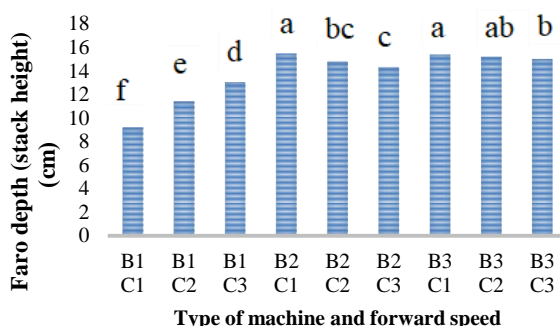 Faro depth (stack height)
(cm)
18
16
14
12
10
8
6
4
2
0
f
e
d
a
bc
c
a
ab
b
B1 B1 B1 B2 B2 B2 B3 B3 B3
C1 C2 C3 C1 C2 C3 C1 C2 C3
Type of machine and forward speed